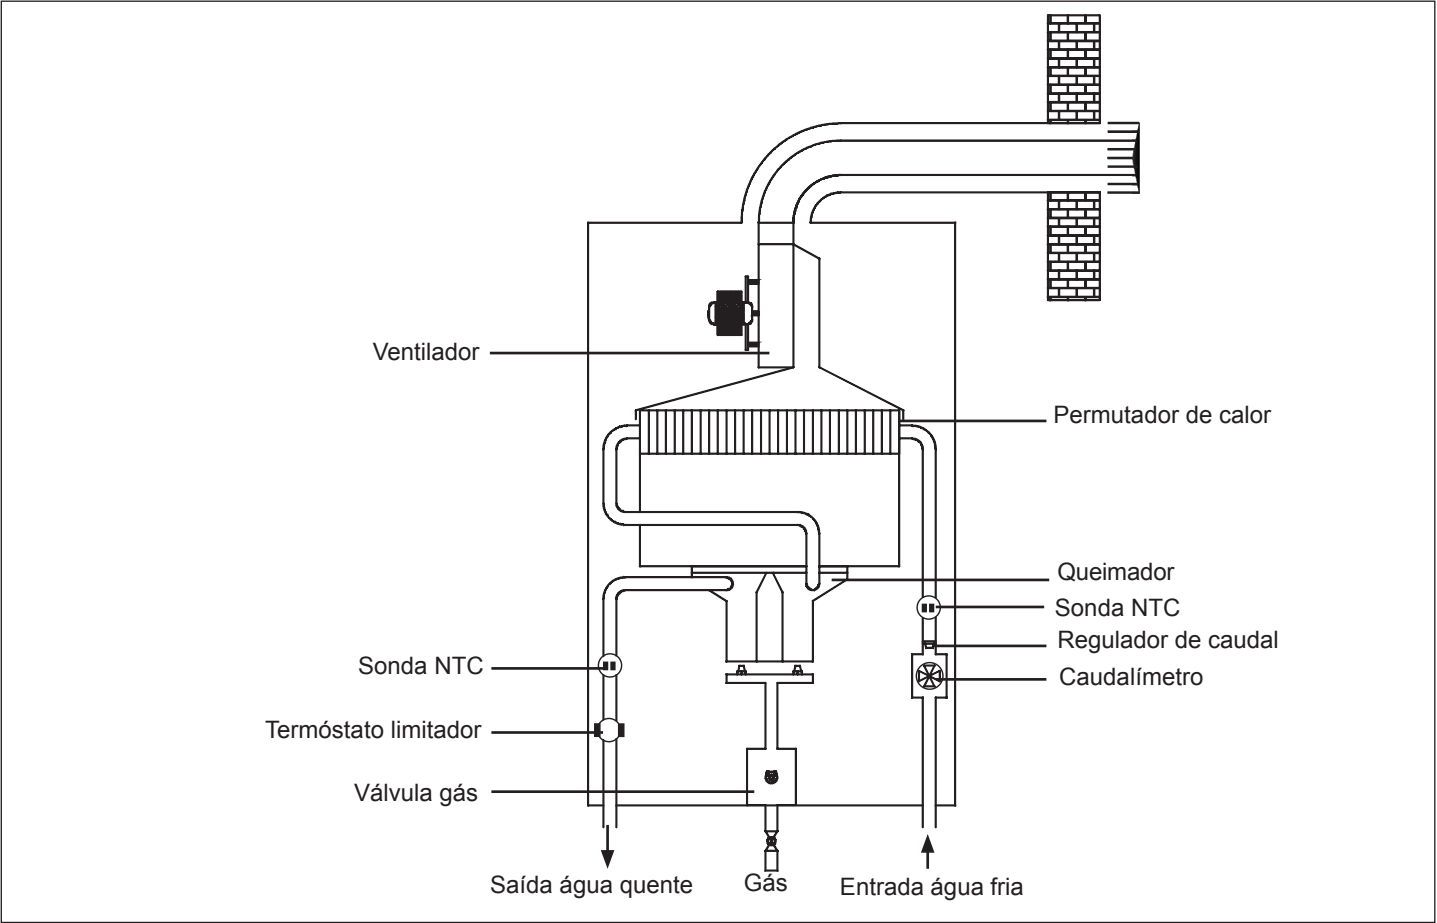 Ventilador
Permutador de calor
Queimador
Sonda NTC
Regulador de caudal
Sonda NTC
Caudalímetro
Termóstato limitador
Válvula gás
Saída água quente
Gás
Entrada água fria